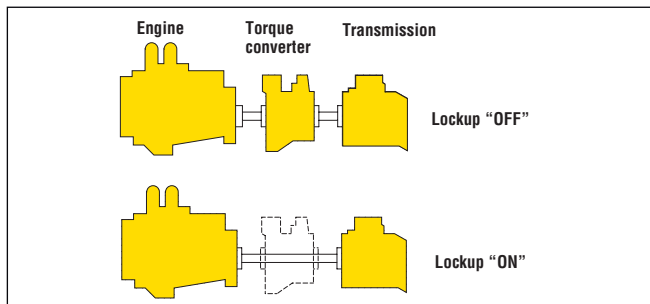 Engine
Torque
converter
Transmission
Lockup “OFF”
Lockup “ON”